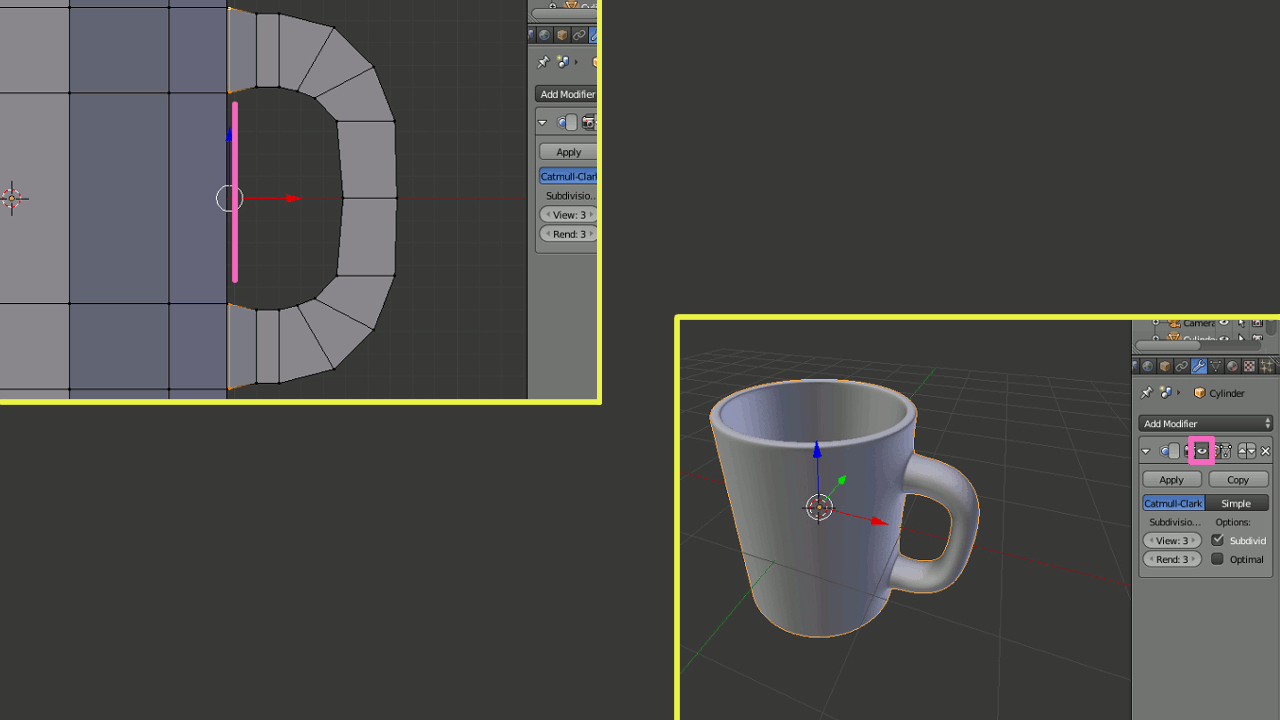 Add Modifier
Apply
Catmull-Clark
Subdivisio...
View: 3
Rend: 3
Camera
Cylinder
Add Modifier
Apply Copy
Catmull-Clark Simple
Subdivisio... Options:
View: 3 Subdivid
Rend: 3 Optimal